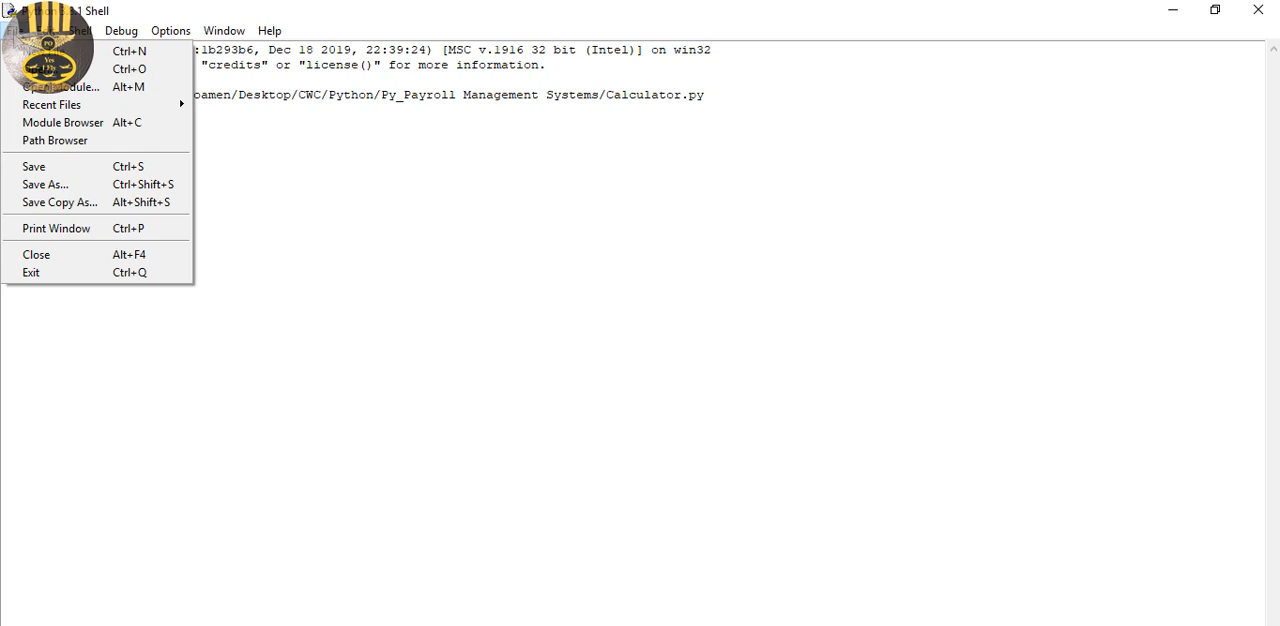 Shell
Debug Options Window Help
Ctrl+N
:1b293b6, Dec 18 2019, 22:39:24) [MSC v.1916 32 bit (Intel)] on win32
Ctrl+O
"credits" or "license()" for more information.
Alt+M
Recent Files
oamen/Desktop/CWC/Python/Py_Payroll Management Systems/Calculator.py
Module Browser Alt+C
Path Browser
Save Ctrl+S
Save As... Ctrl+Shift+S
Save Copy As... Alt+Shift+S
Print Window Ctrl+P
Close Alt+F4
Exit Ctrl+Q
PO
Yes